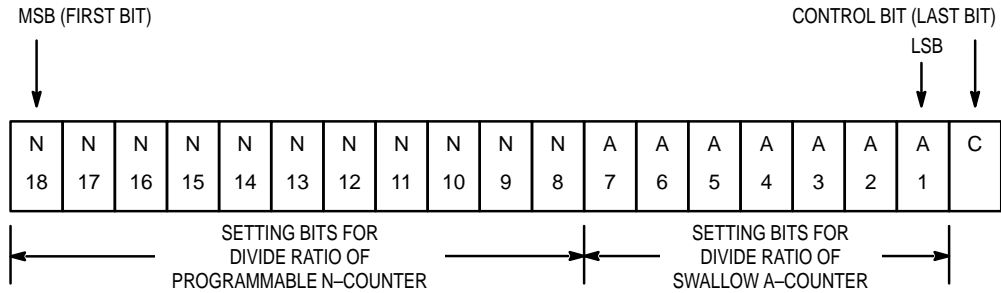 MSB (FIRST BIT)
CONTROL BIT (LAST BIT)
LSB
N N N N N N N N N N N A A A A A A A C
18 17 16 15 14 13 12 11 10 9 8 7 6 5 4 3 2 1
SETTING BITS FOR
DIVIDE RATIO OF
PROGRAMMABLE N–COUNTER
SETTING BITS FOR
DIVIDE RATIO OF
SWALLOW A–COUNTER